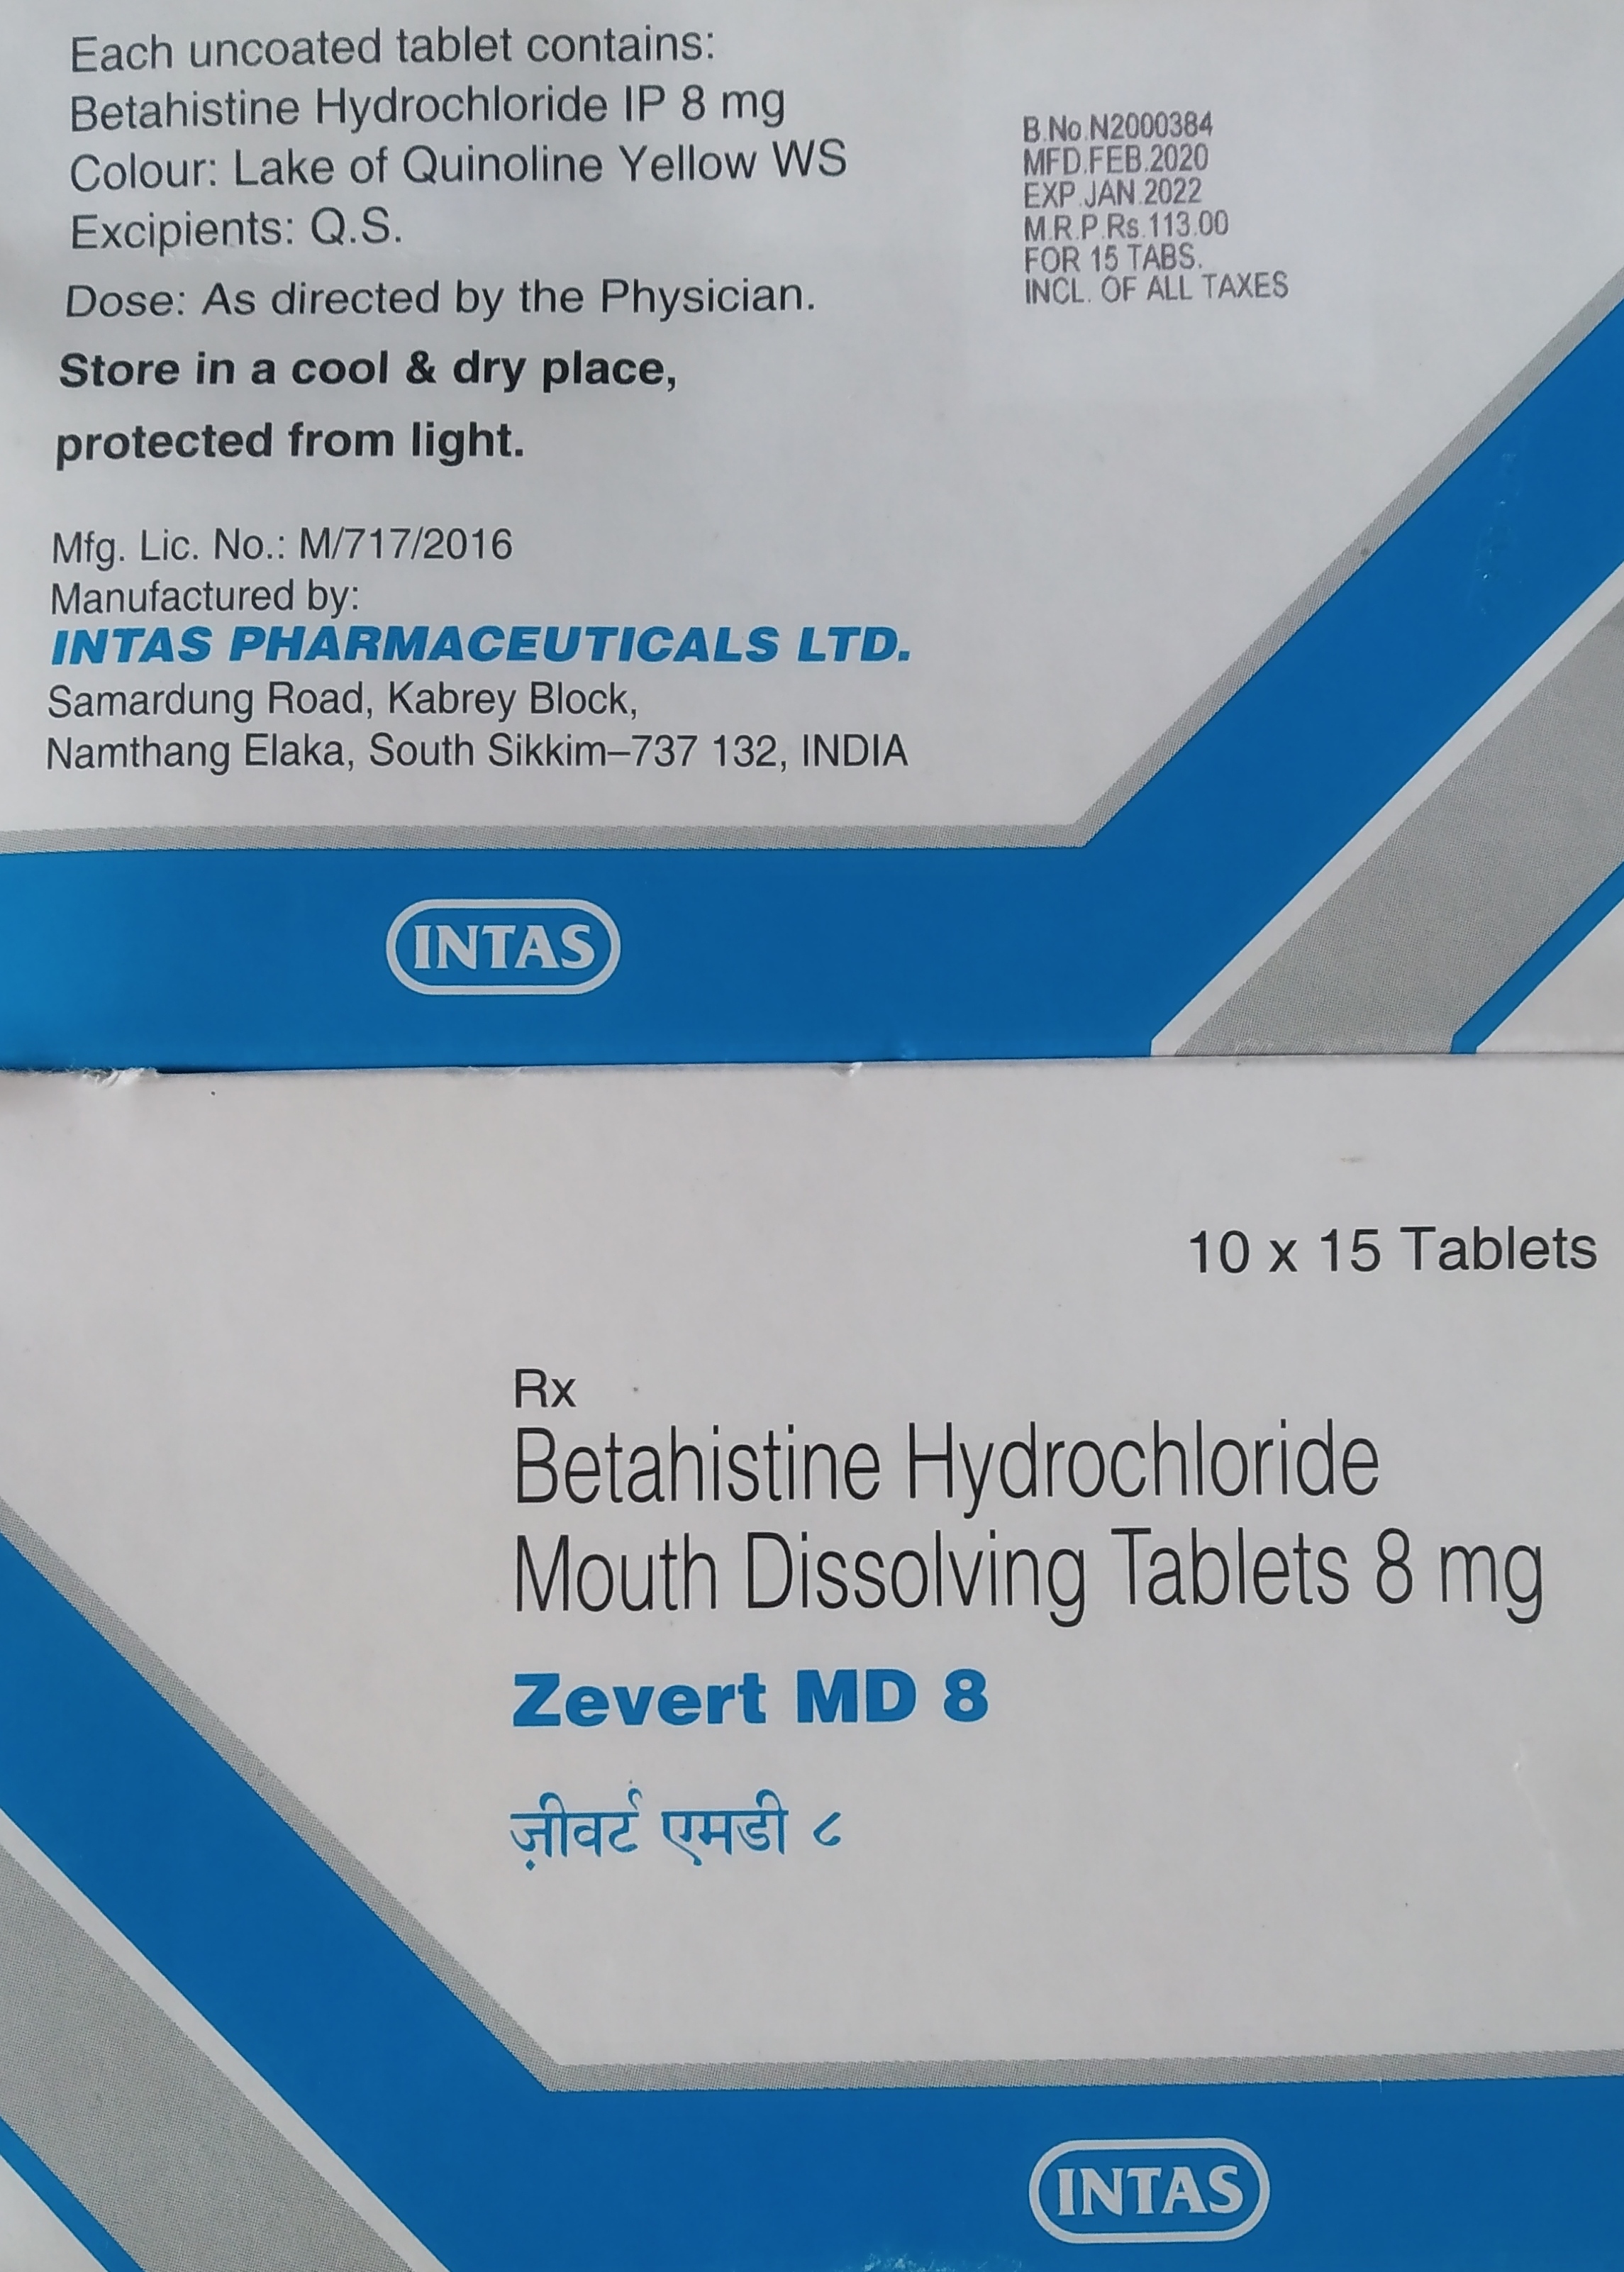 Each uncoated tablet contains:
Betahistine Hydrochloride IP 8 mg
Colour: Lake of Quinoline Yellow WS
Excipients: Q.S.
Dose: As directed by the Physician.
Store in a cool & dry place,
protected from light.
B.No.N2000384
MFD.FEB.2020
EXP.JAN.2022
M.R.P.Rs.113.00
FOR 15 TABS.
INCL. OF ALL TAXES
Mfg. Lic. No.: M/717/2016
Manufactured by:
INTAS PHARMACEUTICALS LTD.
Samardung Road, Kabrey Block,
Namthang Elaka, South Sikkim–737 132, INDIA
INTAS
10 x 15 Tablets
Rx
Betahistine Hydrochloride
Mouth Dissolving Tablets 8 mg
Zevert MD 8
ज़ीवर्ट एमडी ८
INTAS